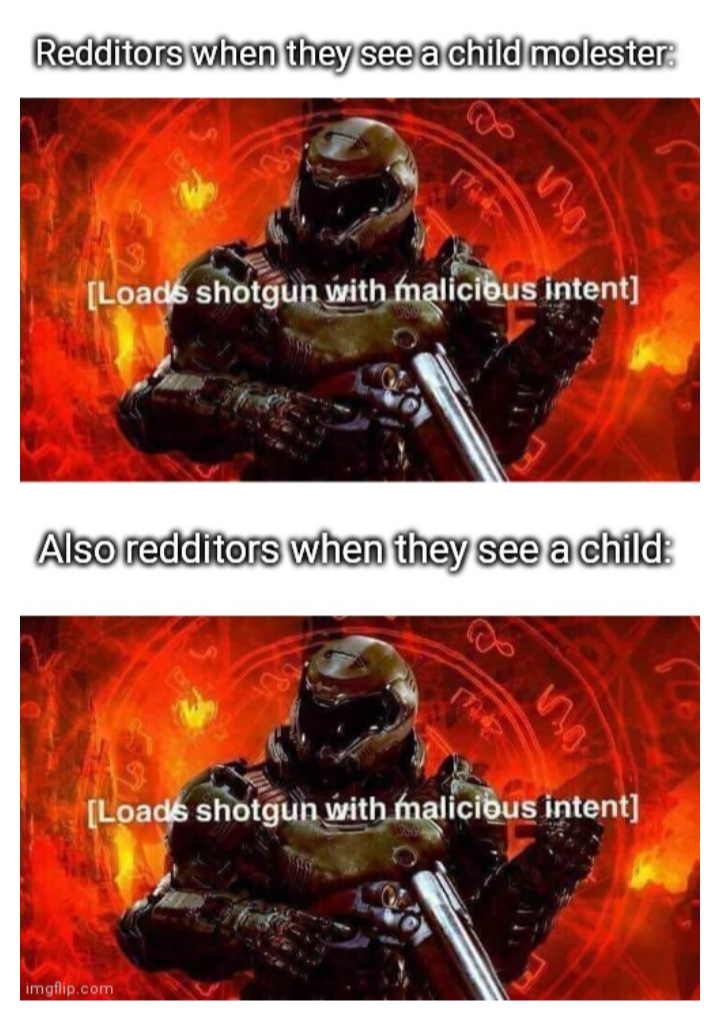 Redditors when they see a child molester:
[Loads shotgun with malicious intent]
Also redditors when they see a child:
[Loads shotgun with malicious intent]
imgflip.com